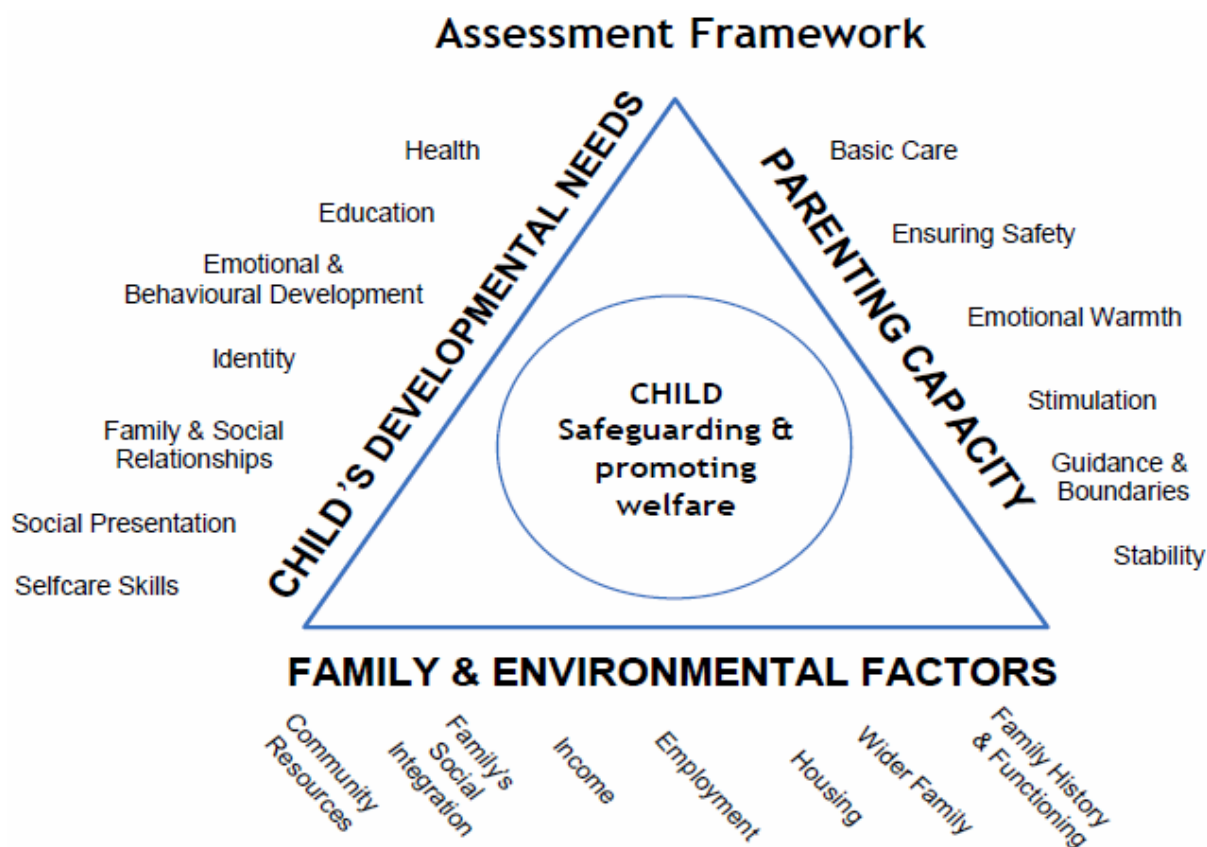 Assessment Framework
CHILD'S DEVELOPMENTAL NEEDS
Health
Education
Emotional &
Behavioural Development
Identity
Family & Social
Relationships
Social Presentation
Selfcare Skills
PARENTING CAPACITY
Basic Care
Ensuring Safety
Emotional Warmth
Stimulation
Guidance &
Boundaries
Stability
CHILD
Safeguarding &
promoting
welfare
FAMILY & ENVIRONMENTAL FACTORS
Community
Resources
Family's
Social
Integration
Income
Employment
Housing
Wider Family
Family History
& Functioning